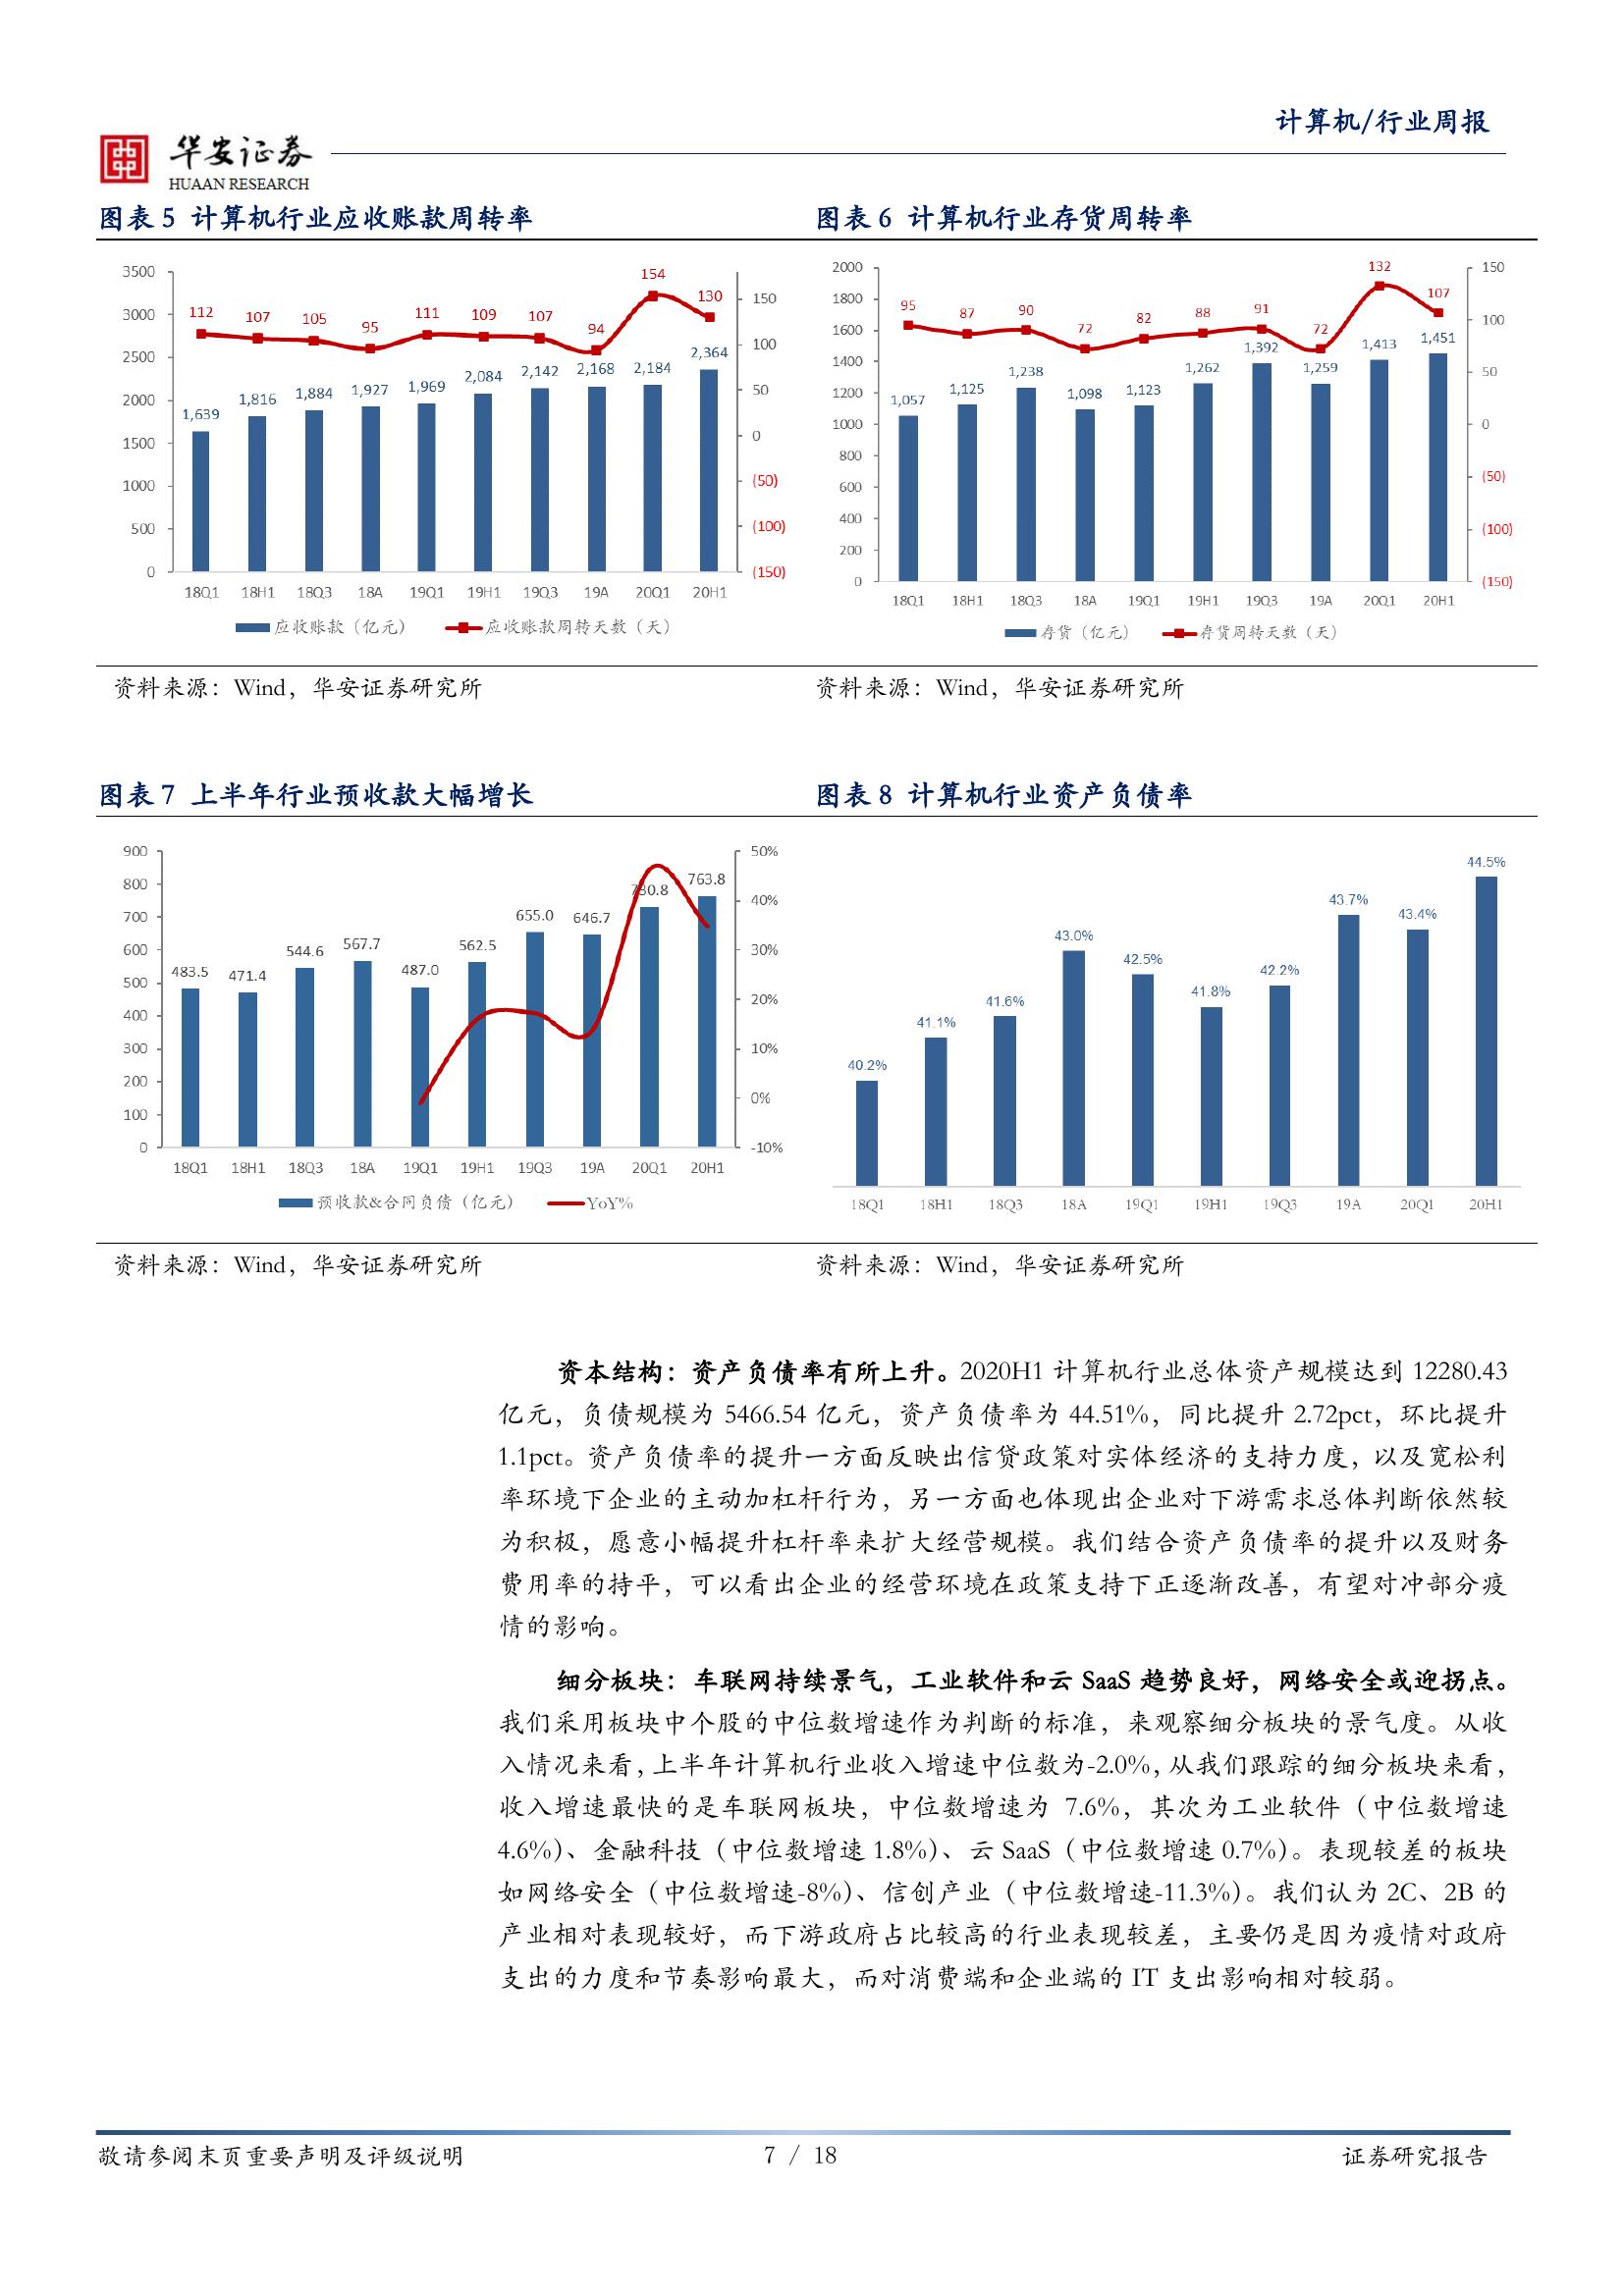 计算机/行业周报
华安证券
HUAAN RESEARCH
图表 5 计算机行业应收账款周转率
3500
3000
2500
2000
1500
1000
500
0
150
100
50
0
(50)
(100)
(150)
112 107 105 95 111 109 107 94 154 130
1,639 1,816 1,884 1,927 1,969 2,084 2,142 2,168 2,184 2,364
18Q1 18H1 18Q3 18A 19Q1 19H1 19Q3 19A 20Q1 20H1
应收账款（亿元） 应收账款周转天数（天）
资料来源：Wind，华安证券研究所
图表 6 计算机行业存货周转率
2000
1800
1600
1400
1200
1000
800
600
400
200
0
150
100
50
0
(50)
(100)
(150)
95 87 90 72 82 88 91 72 132 107
1,057 1,125 1,238 1,098 1,123 1,262 1,392 1,259 1,413 1,451
18Q1 18H1 18Q3 18A 19Q1 19H1 19Q3 19A 20Q1 20H1
存货（亿元） 存货周转天数（天）
资料来源：Wind，华安证券研究所
图表 7 上半年行业预收款大幅增长
900
800
700
600
500
400
300
200
100
0
50%
40%
30%
20%
10%
0%
-10%
483.5 471.4 544.6 567.7 487.0 562.5 655.0 646.7 730.8 763.8
18Q1 18H1 18Q3 18A 19Q1 19H1 19Q3 19A 20Q1 20H1
预收款&合同负债（亿元） YoY%
资料来源：Wind，华安证券研究所
图表 8 计算机行业资产负债率
40.2% 41.1% 41.6% 43.0% 42.5% 41.8% 42.2% 43.7% 43.4% 44.5%
18Q1 18H1 18Q3 18A 19Q1 19H1 19Q3 19A 20Q1 20H1
资料来源：Wind，华安证券研究所
资本结构：资产负债率有所上升。2020H1 计算机行业总体资产规模达到 12280.43
亿元，负债规模为 5466.54 亿元，资产负债率为 44.51%，同比提升 2.72pct，环比提升
1.1pct。资产负债率的提升一方面反映出信贷政策对实体经济的支持力度，以及宽松利
率环境下企业的主动加杠杆行为，另一方面也体现出企业对下游需求总体判断依然较
为积极，愿意小幅提升杠杆率来扩大经营规模。我们结合资产负债率的提升以及财务
费用率的持平，可以看出企业的经营环境在政策支持下正逐渐改善，有望对冲部分疫
情的影响。
细分板块：车联网持续景气，工业软件和云 SaaS 趋势良好，网络安全或迎拐点。
我们采用板块中个股的中位数增速作为判断的标准，来观察细分板块的景气度。从收
入情况来看，上半年计算机行业收入增速中位数为-2.0%，从我们跟踪的细分板块来看，
收入增速最快的是车联网板块，中位数增速为 7.6%，其次为工业软件（中位数增速
4.6%）、金融科技（中位数增速 1.8%）、云 SaaS（中位数增速 0.7%）。表现较差的板块
如网络安全（中位数增速-8%）、信创产业（中位数增速-11.3%）。我们认为 2C、2B 的
产业相对表现较好，而下游政府占比较高的行业表现较差，主要仍是因为疫情对政府
支出的力度和节奏影响最大，而对消费端和企业端的 IT 支出影响相对较弱。
敬请参阅末页重要声明及评级说明 7 / 18 证券研究报告